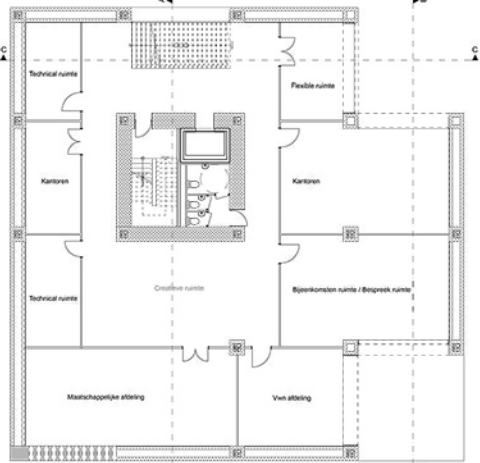 C
C
Technical ruimte
Flexible ruimte
Kantoren
Kantoren
Technical ruimte
Creatieve ruimte
Bijeenkomsten ruimte / Bespreek ruimte
Maatschappelijke afdeling
Vwn afdeling